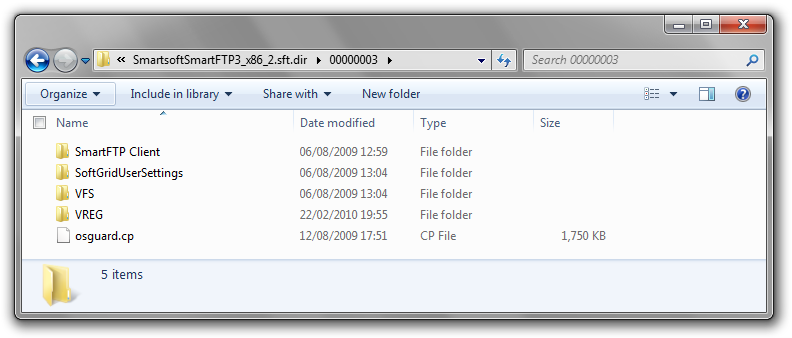 « SmartsoftSmartFTP3_x86_2.sft.dir 00000003 Search 00000003
Organize Include in library Share with New folder
Name Date modified Type Size
SmartFTP Client 06/08/2009 12:59 File folder
SoftGridUserSettings 06/08/2009 13:04 File folder
VFS 06/08/2009 13:04 File folder
VREG 22/02/2010 19:55 File folder
osguard.cp 12/08/2009 17:51 CP File 1,750 KB
5 items